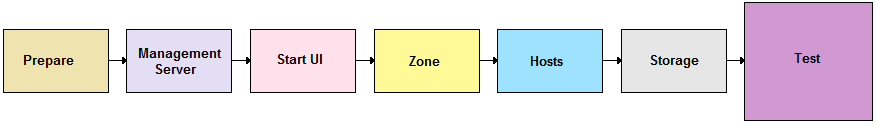 Prepare
Management
Server
Start UI
Zone
Hosts
Storage
Test